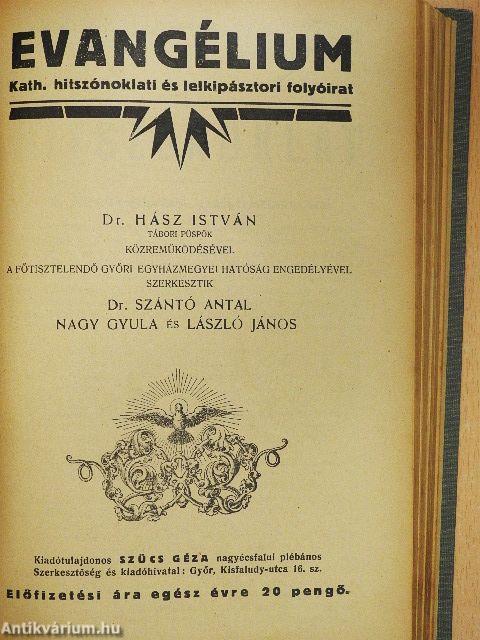 EVANGÉLIUM
Kath. hitszónoklati és lelkipásztori folyóirat
Dr. HÁSZ ISTVÁN
TÁBORI PÜSPÖK
KÖZREMŰKÖDÉSÉVEL
A FŐTISZTELENDŐ GYŐRI EGYHÁZMEGYEI HATÓSÁG ENGEDÉLYÉVEL
SZERKESZTIK
Dr. SZÁNTÓ ANTAL
NAGY GYULA ÉS LÁSZLÓ JÁNOS
Kiadótulajdonos SZŰCS GÉZA nagyécsfalui plébános
Szerkesztőség és kiadóhivatal: Győr, Kisfaludy-utca 16. sz.
Előfizetési ára egész évre 20 pengő.
Antikvárium.hu